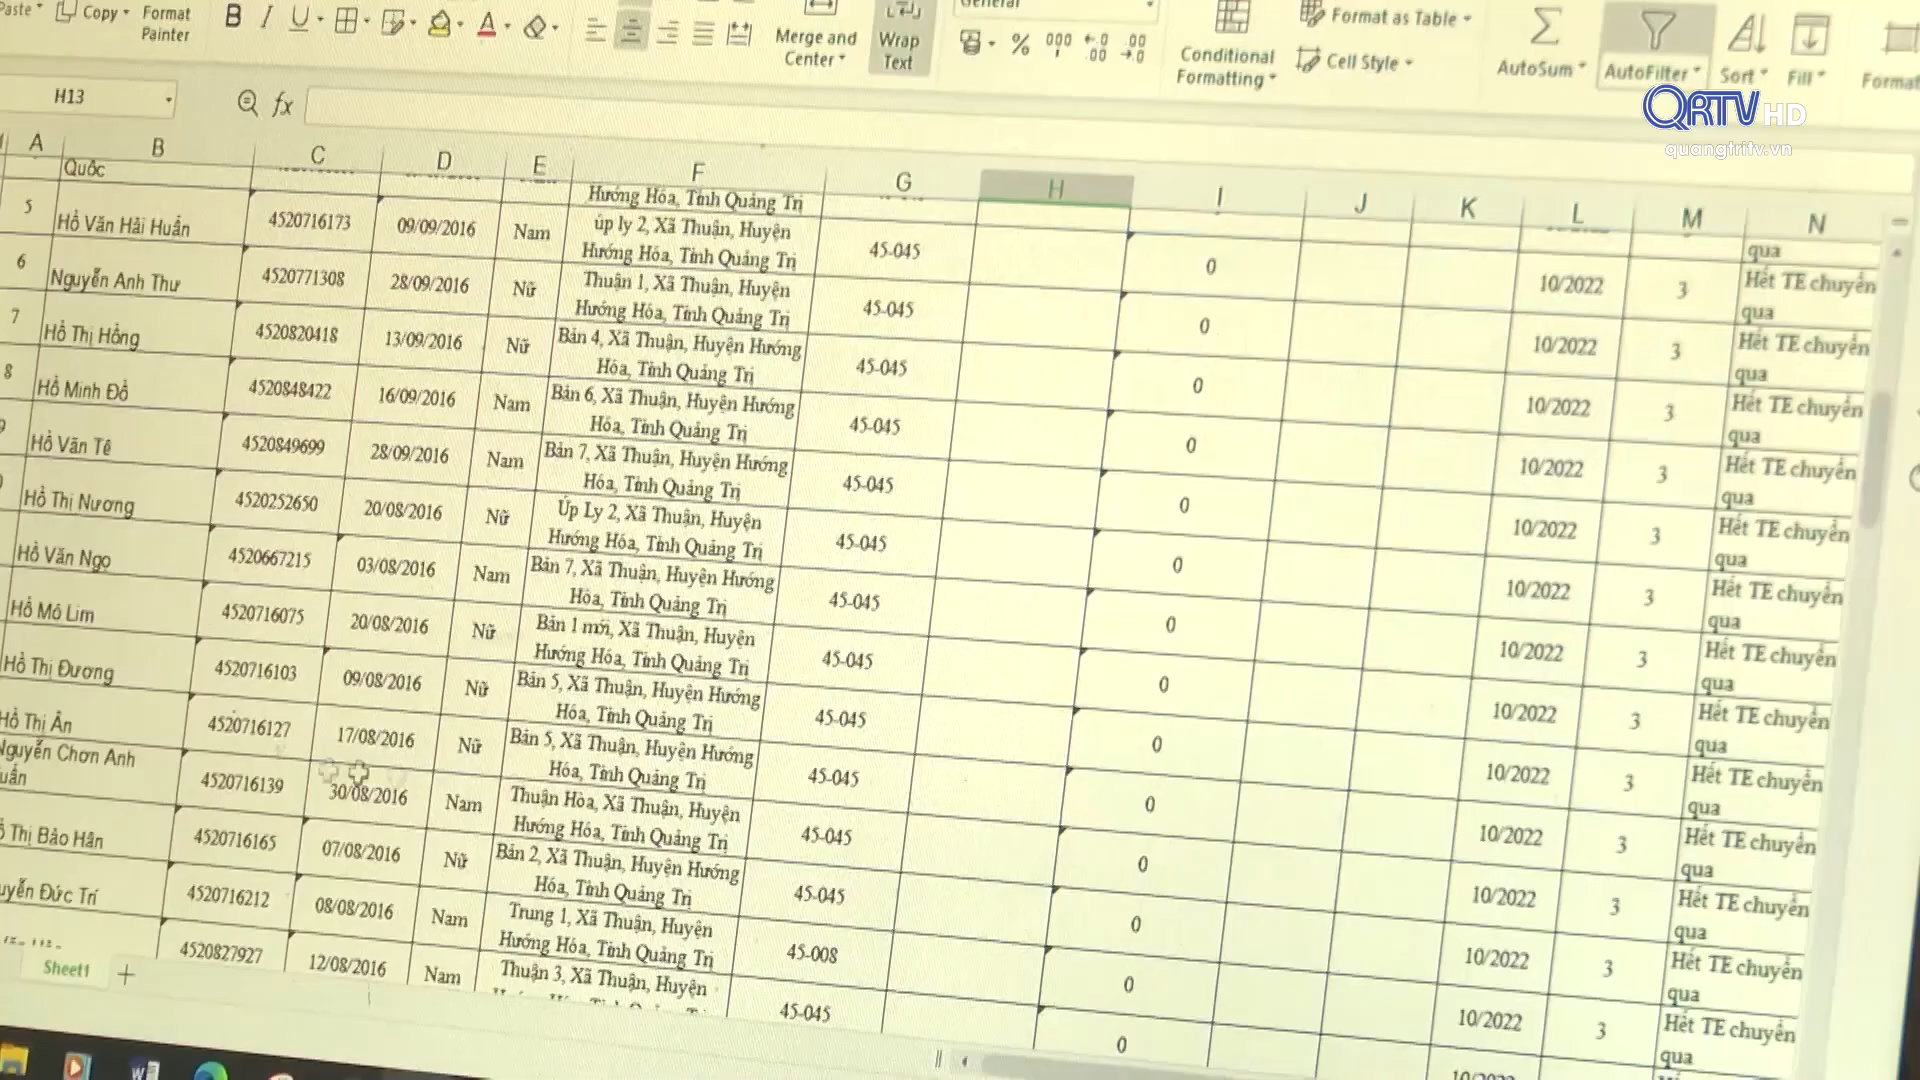 Paste Copy Format Painter B I U Merge and Center Wrap Text General % 000 Conditional Formatting Format as Table Cell Style AutoSum AutoFilter Sort Fill Format
QRTV HD
quangtritv.vn
H13 fx
A B C D E F G H I J K L M N
Quốc Hướng Hóa, Tỉnh Quảng Trị qua
5 Hồ Văn Hải Huấn 4520716173 09/09/2016 Nam úp ly 2, Xã Thuận, Huyện Hướng Hóa, Tỉnh Quảng Trị 45-045 0 10/2022 3 Hết TE chuyển qua
6 Nguyễn Anh Thư 4520771308 28/09/2016 Nữ Thuận 1, Xã Thuận, Huyện Hướng Hóa, Tỉnh Quảng Trị 45-045 0 10/2022 3 Hết TE chuyển qua
7 Hồ Thị Hồng 4520820418 13/09/2016 Nữ Bản 4, Xã Thuận, Huyện Hướng Hóa, Tỉnh Quảng Trị 45-045 0 10/2022 3 Hết TE chuyển qua
8 Hồ Minh Đồ 4520848422 16/09/2016 Nam Bản 6, Xã Thuận, Huyện Hướng Hóa, Tỉnh Quảng Trị 45-045 0 10/2022 3 Hết TE chuyển qua
Hồ Văn Tê 4520849699 28/09/2016 Nam Bản 7, Xã Thuận, Huyện Hướng Hóa, Tỉnh Quảng Trị 45-045 0 10/2022 3 Hết TE chuyển qua
Hồ Thị Nương 4520252650 20/08/2016 Nữ Úp Ly 2, Xã Thuận, Huyện Hướng Hóa, Tỉnh Quảng Trị 45-045 0 10/2022 3 Hết TE chuyển qua
Hồ Văn Ngọ 4520667215 03/08/2016 Nam Bản 7, Xã Thuận, Huyện Hướng Hóa, Tỉnh Quảng Trị 45-045 0 10/2022 3 Hết TE chuyển qua
Hồ Mó Lim 4520716075 20/08/2016 Nữ Bản 1 mới, Xã Thuận, Huyện Hướng Hóa, Tỉnh Quảng Trị 45-045 0 10/2022 3 Hết TE chuyển qua
Hồ Thị Đương 4520716103 09/08/2016 Nữ Bản 5, Xã Thuận, Huyện Hướng Hóa, Tỉnh Quảng Trị 45-045 0 10/2022 3 Hết TE chuyển qua
Hồ Thị Ân 4520716127 17/08/2016 Nữ Bản 5, Xã Thuận, Huyện Hướng Hóa, Tỉnh Quảng Trị 45-045 0 10/2022 3 Hết TE chuyển qua
Nguyễn Chơn Anh 4520716139 30/08/2016 Nam Thuận Hòa, Xã Thuận, Huyện Hướng Hóa, Tỉnh Quảng Trị 45-045 0 10/2022 3 Hết TE chuyển qua
Thị Bảo Hân 4520716165 07/08/2016 Nữ Bản 2, Xã Thuận, Huyện Hướng Hóa, Tỉnh Quảng Trị 45-045 0 10/2022 3 Hết TE chuyển qua
Đức Trí 4520716212 08/08/2016 Nam Trung 1, Xã Thuận, Huyện Hướng Hóa, Tỉnh Quảng Trị 45-008 0 10/2022 3 Hết TE chuyển qua
4520827927 12/08/2016 Nam Thuận 3, Xã Thuận, Huyện 45-045 0
Sheet1 +